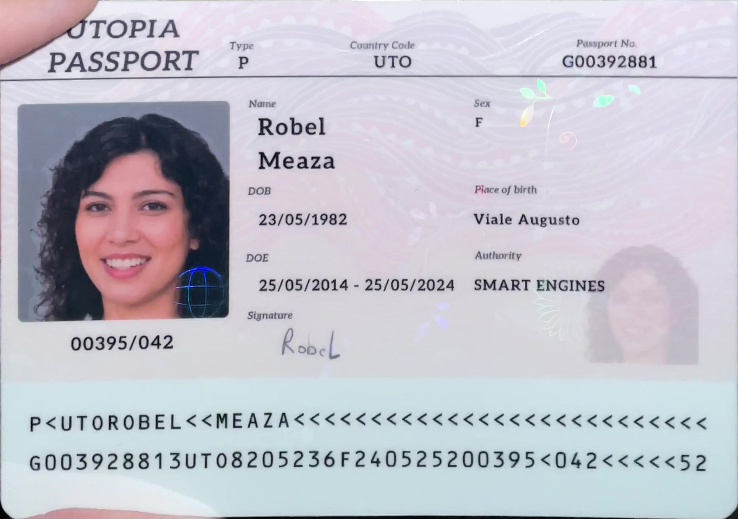 UTOPIA
PASSPORT
Type
P
Country Code
UTO
Passport No.
G00392881
Name
Robel
Meaza
Sex
F
DOB
23/05/1982
Place of birth
Viale Augusto
DOE
25/05/2014 - 25/05/2024
Authority
SMART ENGINES
Signature
Robel
00395/042
P<UTOROBEL<<MEAZA<<<<<<<<<<<<<<<<<<<<<<<<<<<
G003928813UTO8205236F240525200395<042<<<<<52